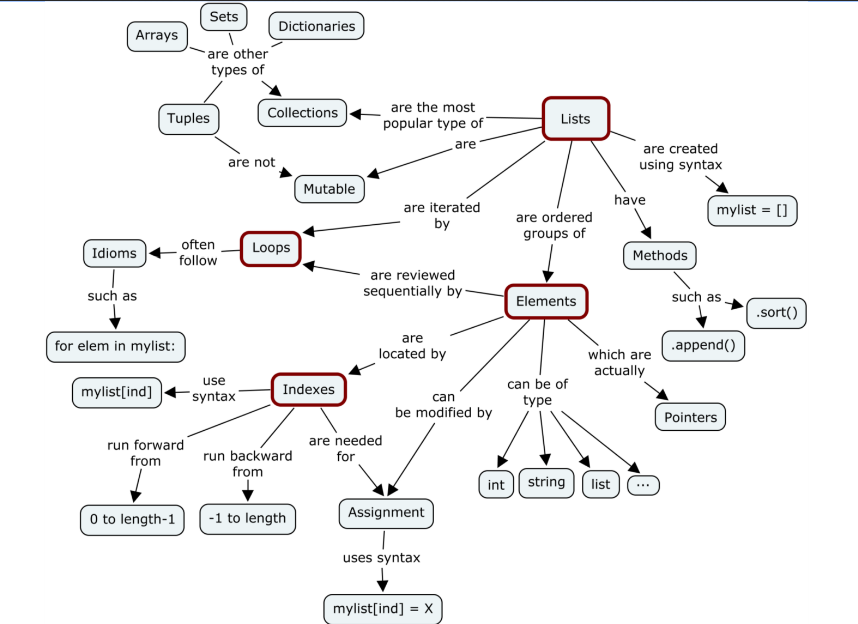 Sets
Dictionaries
Arrays
are other
types of
Tuples
Collections
are the most
popular type of
Lists
are
are not
Mutable
are created
using syntax
mylist = []
have
are iterated
by
are ordered
groups of
Idioms
often
follow
Loops
Methods
are reviewed
sequentially by
Elements
such as
such as
.sort()
for elem in mylist:
are
located by
.append()
which are
actually
mylist[ind]
use
syntax
Indexes
can
be modified by
can be of
type
Pointers
run forward
from
run backward
from
are needed
for
int
string
list
...
0 to length-1
-1 to length
Assignment
uses syntax
mylist[ind] = X